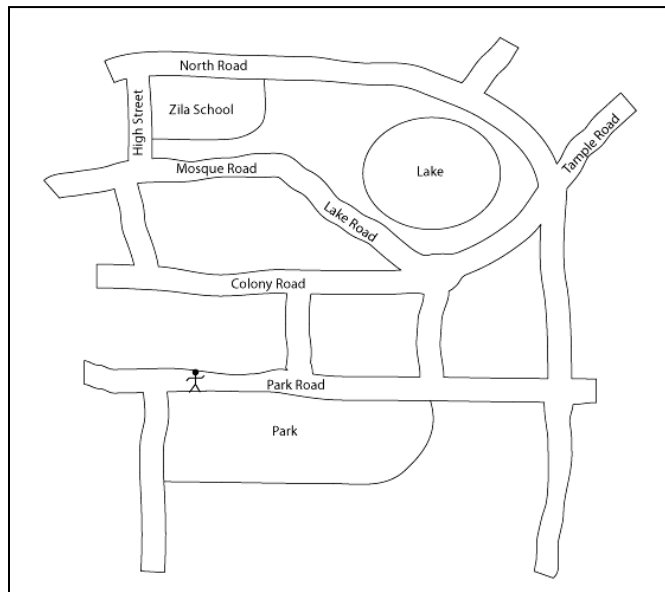 North Road
Zila School
High Street
Tample Road
Mosque Road
Lake
Lake Road
Colony Road
Park Road
Park